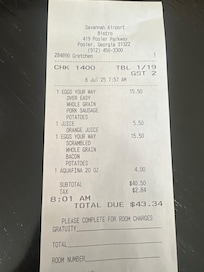 Savannah Airport
Bistro
419 Pooler Parkway
Pooler, Georgia 31322
(912) 450-3300
204090 Gretchen
CHK 1400 TBL 1/19
GST 2
6 Jul'25 7:57 AM
1 EGGS YOUR WAY 15.50
OVER EASY
WHOLE GRAIN
PORK SAUSAGE
POTATOES
1 JUICE 5.50
ORANGE JUICE
1 EGGS YOUR WAY 15.50
SCRAMBLED
WHOLE GRAIN
BACON
POTATOES
1 AQUAFINA 20 OZ 4.00
SUBTOTAL $40.50
TAX $2.84
8:01 AM
TOTAL DUE $43.34
PLEASE COMPLETE FOR ROOM CHARGES
GRATUITY
TOTAL
ROOM NUMBER